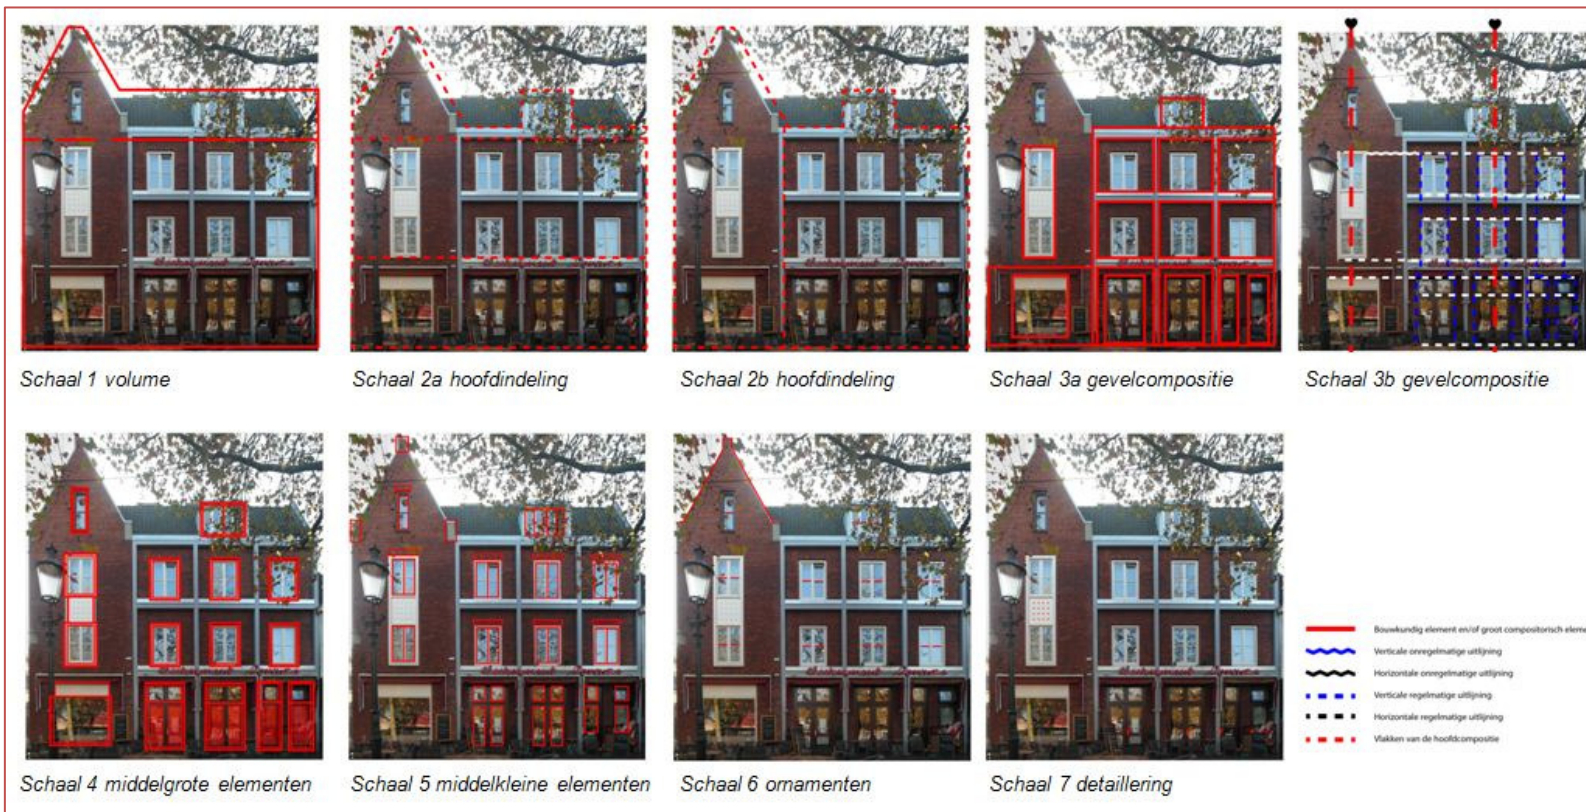 Schaal 1 volume
Schaal 2a hoofdindeling
Schaal 2b hoofdindeling
Schaal 3a gevelcompositie
Schaal 3b gevelcompositie
Schaal 4 middelgrote elementen
Schaal 5 middelkleine elementen
Schaal 6 ornamenten
Schaal 7 detaillering
Bouwkundig element en/of groot compositorisch eleme
Verticale onregelmatige uitlijning
Horizontale onregelmatige uitlijning
Verticale regelmatige uitlijning
Horizontale regelmatige uitlijning
Vlakken van de hoofdcompositie